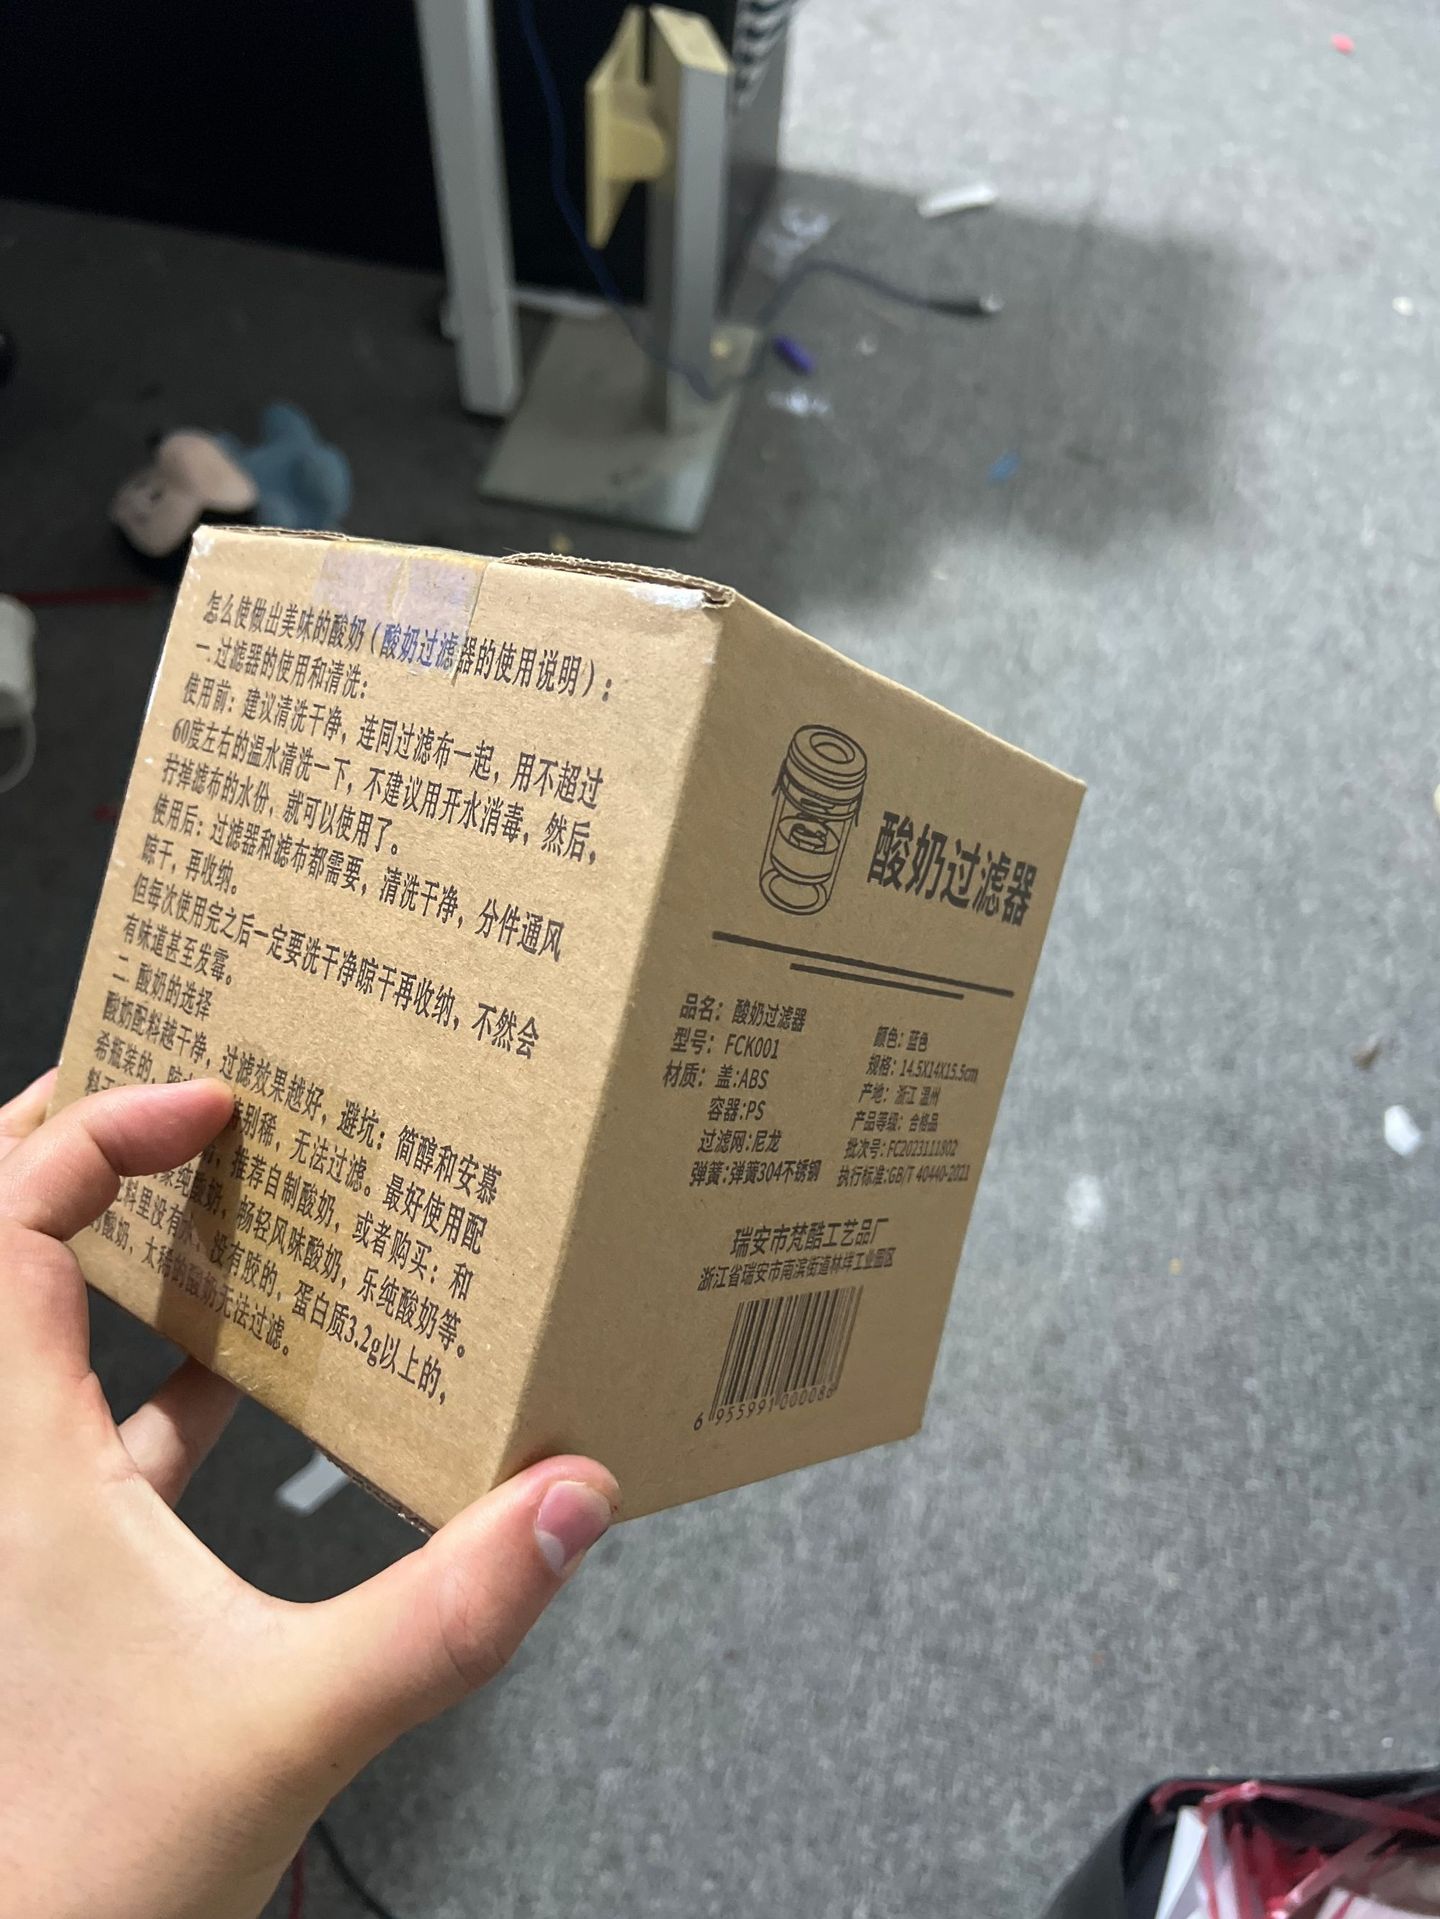 怎么使做出美味的酸奶（酸奶过滤器的使用说明）：
一.过滤器的使用和清洗：
使用前：建议清洗干净，连同过滤布一起，用不超过
60度左右的温水清洗一下，不建议用开水消毒，然后，
拧掉滤布的水份，就可以使用了。
使用后：过滤器和滤布都需要，清洗干净，分件通风
晾干，再收纳。
但每次使用完之后一定要洗干净晾干再收纳，不然会
有味道甚至发霉。
二.酸奶的选择
酸奶配料越干净，过滤效果越好，避坑：简醇和安慕
希瓶装的，特别稀，无法过滤。最好使用配
料，推荐自制酸奶，或者购买：和
纯酸奶，畅轻风味酸奶，乐纯酸奶等。
料里没有水，没有胶的，蛋白质3.2g以上的，
酸奶，太稀的酸奶无法过滤。
酸奶过滤器
品名：酸奶过滤器
型号：FCK001
材质：盖:ABS
容器:PS
过滤网:尼龙
弹簧:弹簧304不锈钢
颜色：蓝色
规格：14.5X14X15.5cm
产地：浙江 温州
产品等级：合格品
批次号：FC2023111802
执行标准:GB/T 40440-2021
瑞安市梵酷工艺品厂
浙江省瑞安市南滨街道林垟工业园区
6 955991 000086